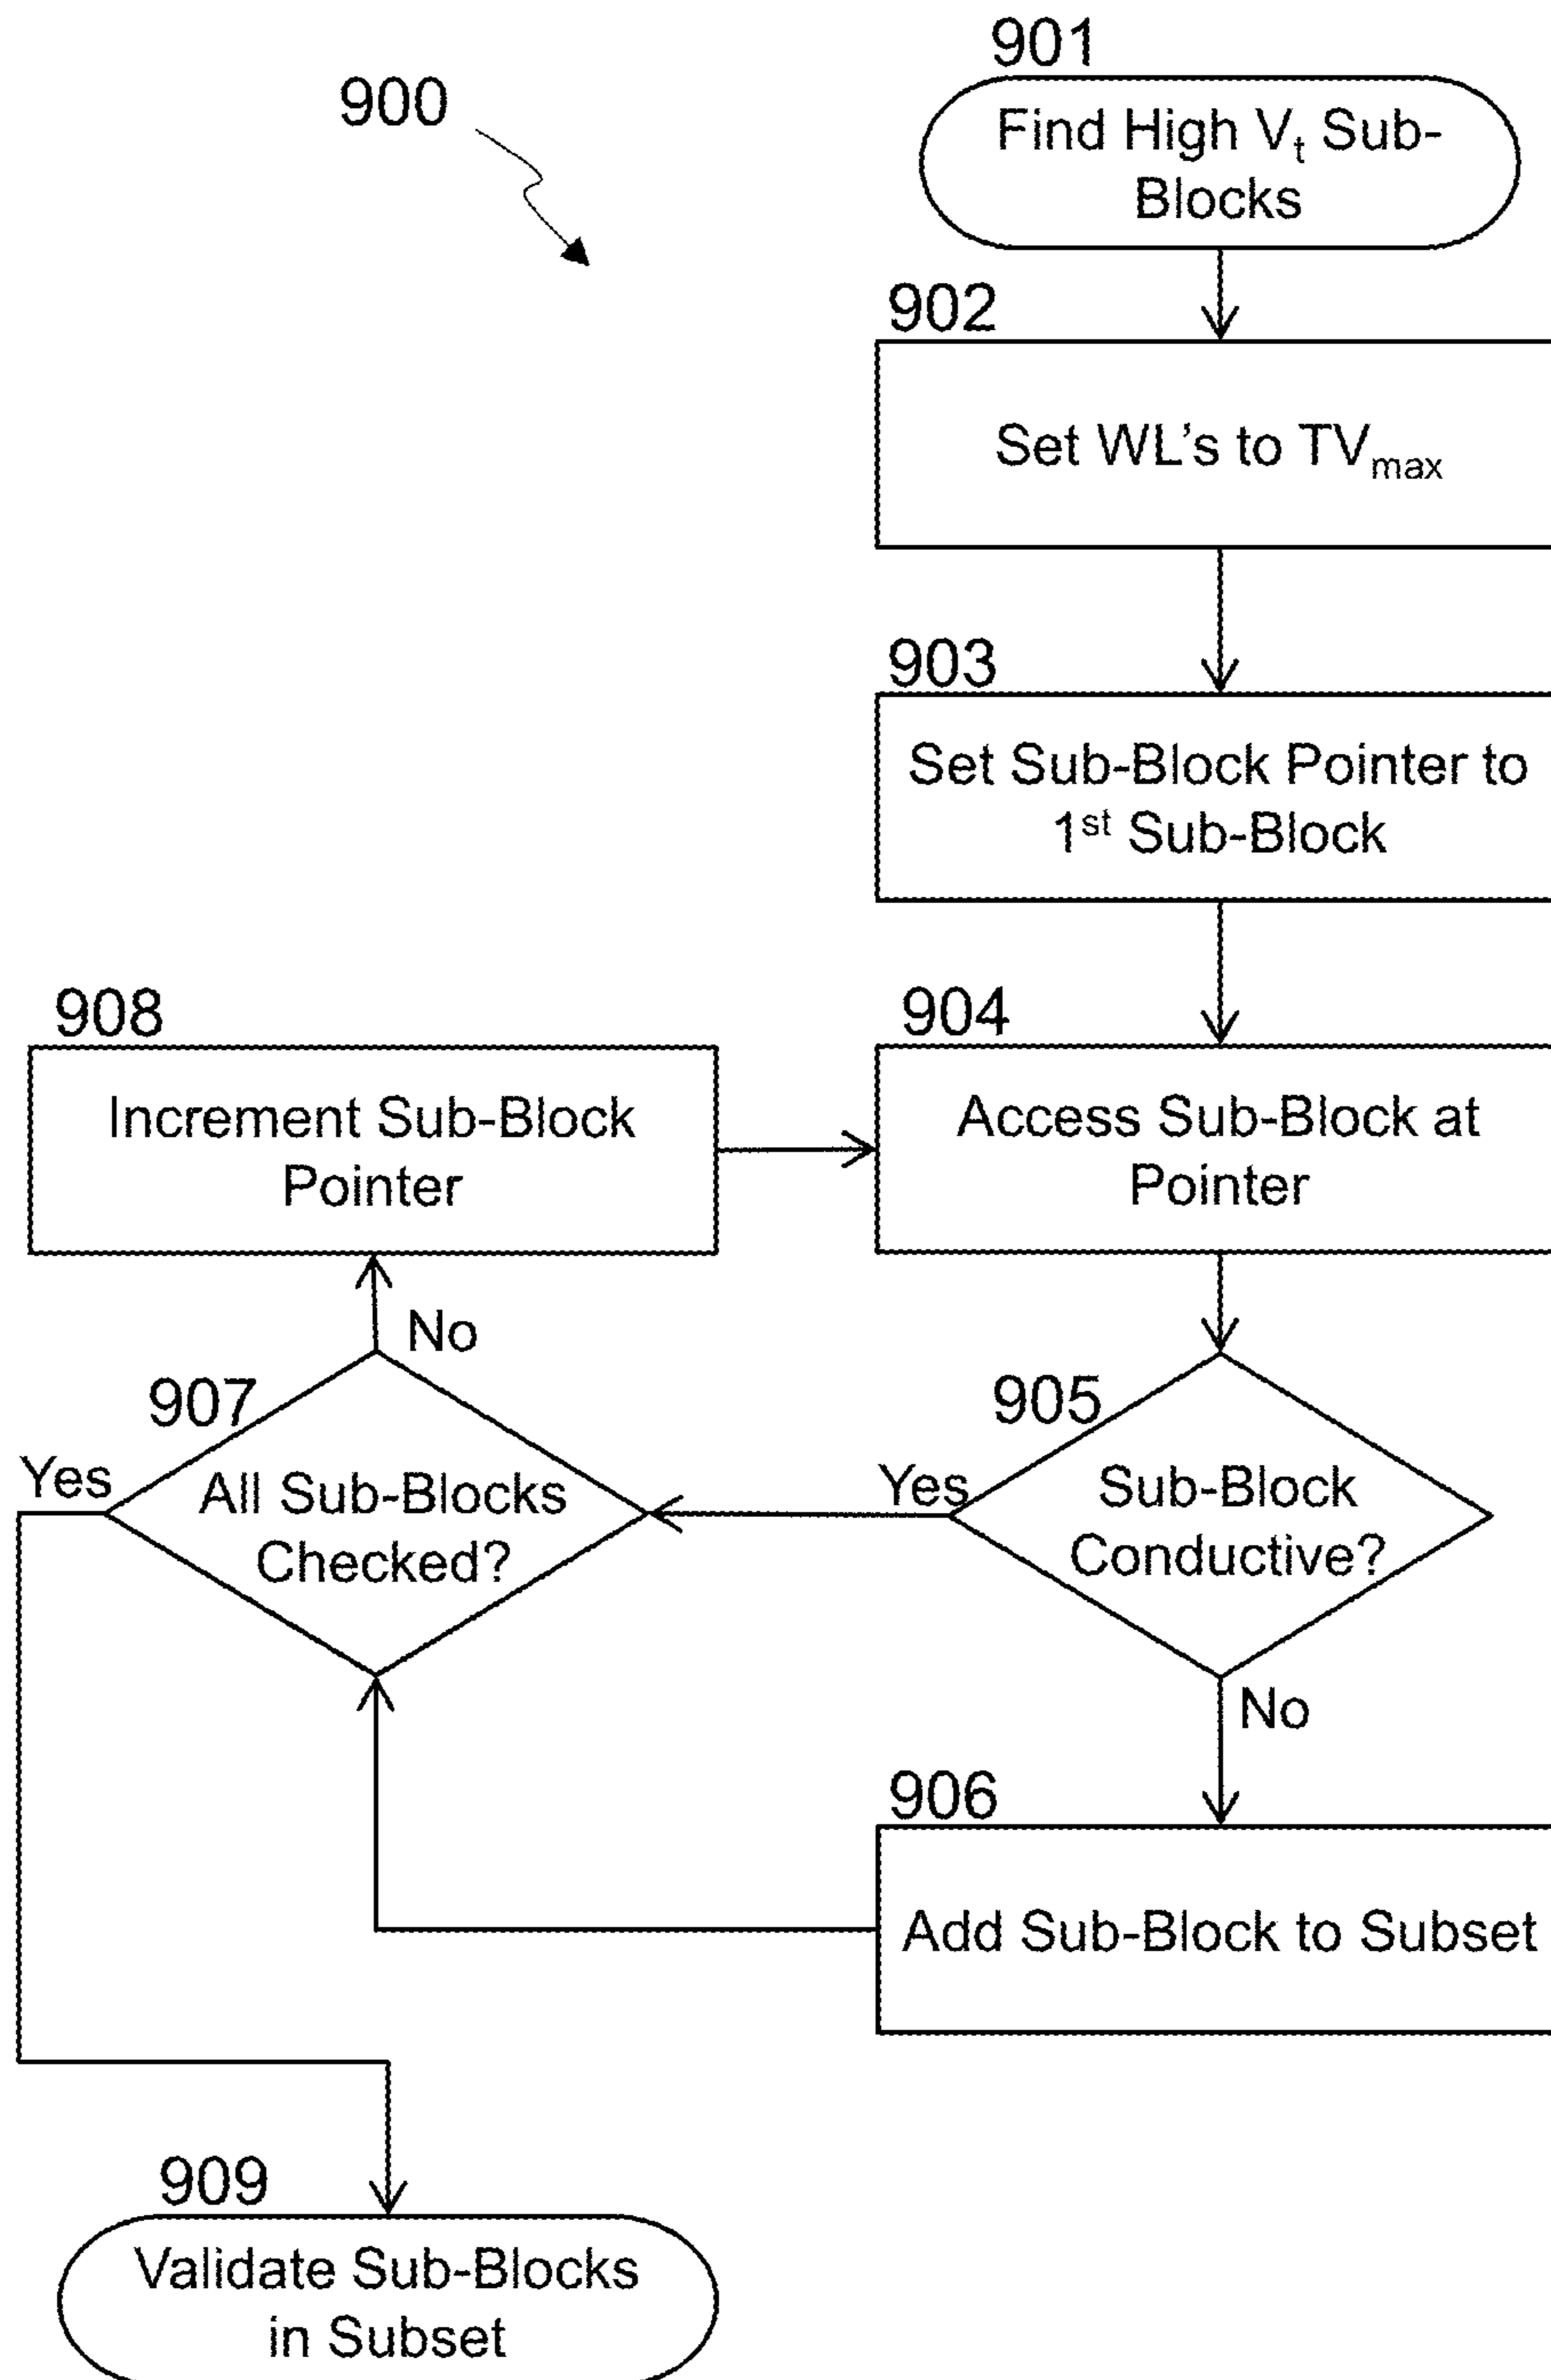 900
901
Find High Vt Sub-
Blocks
902
Set WL's to TVmax
903
Set Sub-Block Pointer to
1st Sub-Block
908
Increment Sub-Block
Pointer
904
Access Sub-Block at
Pointer
No
907
All Sub-Blocks
Checked?
Yes
905
Sub-Block
Conductive?
Yes
No
906
Add Sub-Block to Subset
909
Validate Sub-Blocks
in Subset